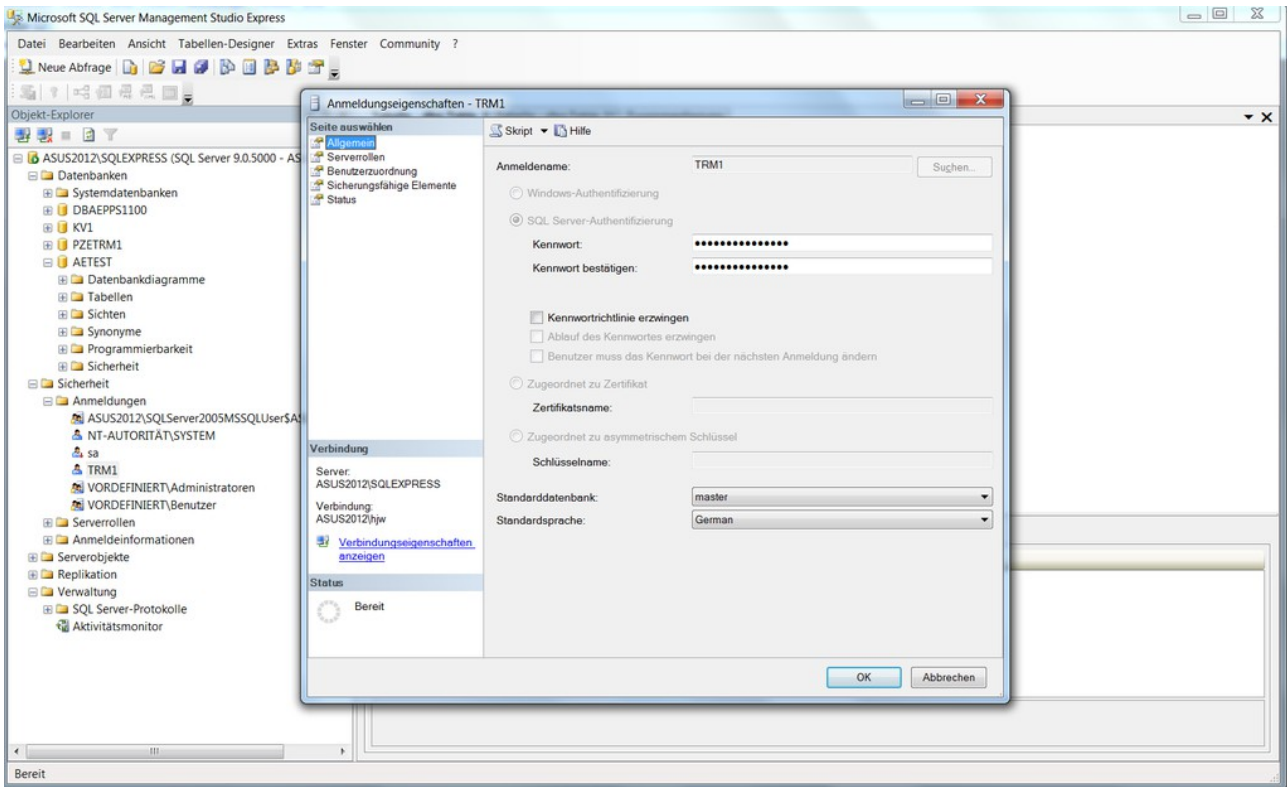 Microsoft SQL Server Management Studio Express
Datei Bearbeiten Ansicht Tabellen-Designer Extras Fenster Community ?
Neue Abfrage
Objekt-Explorer
ASUS2012\SQLEXPRESS (SQL Server 9.0.5000 - AS
Datenbanken
Systemdatenbanken
DBAEPPS1100
KV1
PZETRM1
AETEST
Datenbankdiagramme
Tabellen
Sichten
Synonyme
Programmierbarkeit
Sicherheit
Sicherheit
Anmeldungen
ASUS2012\SQLServer2005MSSQLUser$AS
NT-AUTORITÄT\SYSTEM
sa
TRM1
VORDEFINIERT\Administratoren
VORDEFINIERT\Benutzer
Serverrollen
Anmeldeinformationen
Serverobjekte
Replikation
Verwaltung
SQL Server-Protokolle
Aktivitätsmonitor
Anmeldungseigenschaften - TRM1
Seite auswählen
Allgemein
Serverrollen
Benutzerzuordnung
Sicherungsfähige Elemente
Status
Verbindung
Server:
ASUS2012\SQLEXPRESS
Verbindung:
ASUS2012\hjw
Verbindungseigenschaften
anzeigen
Status
Bereit
Skript Hilfe
Anmeldename: TRM1 Suchen...
Windows-Authentifizierung
SQL Server-Authentifizierung
Kennwort: •••••••••••••••
Kennwort bestätigen: •••••••••••••••
Kennwortrichtlinie erzwingen
Ablauf des Kennwortes erzwingen
Benutzer muss das Kennwort bei der nächsten Anmeldung ändern
Zugeordnet zu Zertifikat
Zertifikatsname:
Zugeordnet zu asymmetrischem Schlüssel
Schlüsselname:
Standarddatenbank: master
Standardsprache: German
OK Abbrechen
Bereit